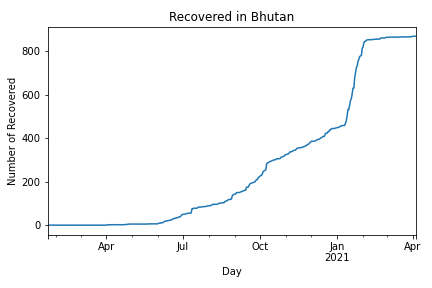 Recovered in Bhutan
Number of Recovered
800
600
400
200
0
Apr
Jul
Oct
Jan
2021
Apr
Day